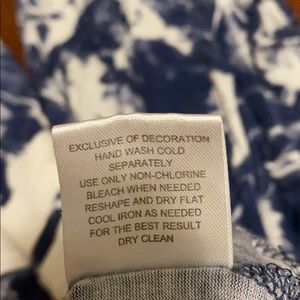 EXCLUSIVE OF DECORATION
HAND WASH COLD
SEPARATELY
USE ONLY NON-CHLORINE
BLEACH WHEN NEEDED
RESHAPE AND DRY FLAT
COOL IRON AS NEEDED
FOR THE BEST RESULT
DRY CLEAN